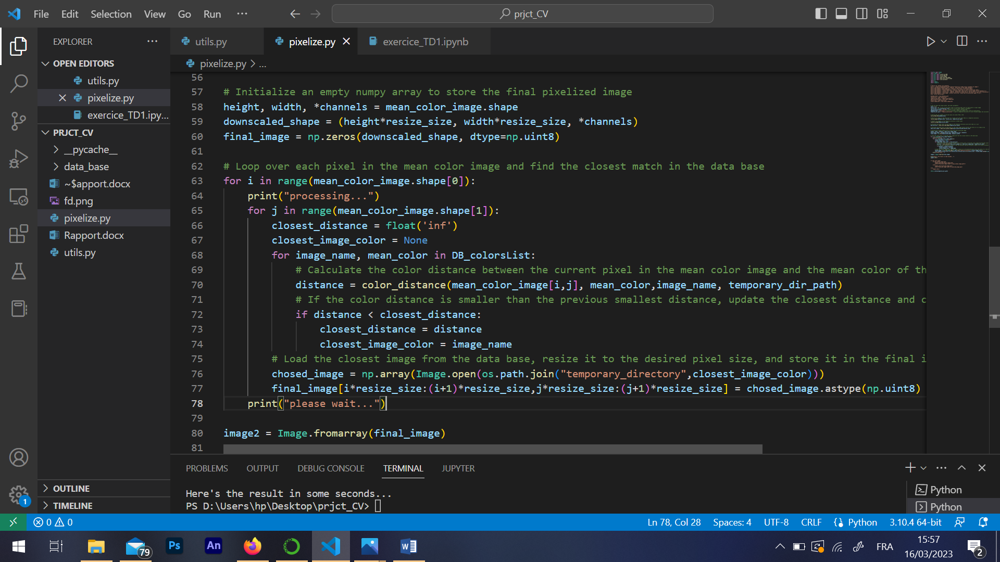 File Edit Selection View Go Run ... prjct_CV
EXPLORER
OPEN EDITORS
utils.py
pixelize.py
exercice_TD1.ipy...
PRJCT_CV
__pycache__
data_base
~$apport.docx
fd.png
pixelize.py
Rapport.docx
utils.py
OUTLINE
TIMELINE
utils.py pixelize.py exercice_TD1.ipynb
pixelize.py > ...
56
57 # Initialize an empty numpy array to store the final pixelized image
58 height, width, *channels = mean_color_image.shape
59 downscaled_shape = (height*resize_size, width*resize_size, *channels)
60 final_image = np.zeros(downscaled_shape, dtype=np.uint8)
61
62 # Loop over each pixel in the mean color image and find the closest match in the data base
63 for i in range(mean_color_image.shape[0]):
64 print("processing...")
65 for j in range(mean_color_image.shape[1]):
66 closest_distance = float('inf')
67 closest_image_color = None
68 for image_name, mean_color in DB_colorsList:
69 # Calculate the color distance between the current pixel in the mean color image and the mean color of th
70 distance = color_distance(mean_color_image[i,j], mean_color,image_name, temporary_dir_path)
71 # If the color distance is smaller than the previous smallest distance, update the closest distance and c
72 if distance < closest_distance:
73 closest_distance = distance
74 closest_image_color = image_name
75 # Load the closest image from the data base, resize it to the desired pixel size, and store it in the final i
76 chosed_image = np.array(Image.open(os.path.join("temporary_directory",closest_image_color)))
77 final_image[i*resize_size:(i+1)*resize_size,j*resize_size:(j+1)*resize_size] = chosed_image.astype(np.uint8)
78 print("please wait...")
79
80 image2 = Image.fromarray(final_image)
81
PROBLEMS OUTPUT DEBUG CONSOLE TERMINAL JUPYTER
Here's the result in some seconds...
PS D:\Users\hp\Desktop\prjct_CV>
Python
Python
1
0 0 Ln 78, Col 28 Spaces: 4 UTF-8 CRLF Python 3.10.4 64-bit
79 Ps An W FRA 15:57
16/03/2023 2